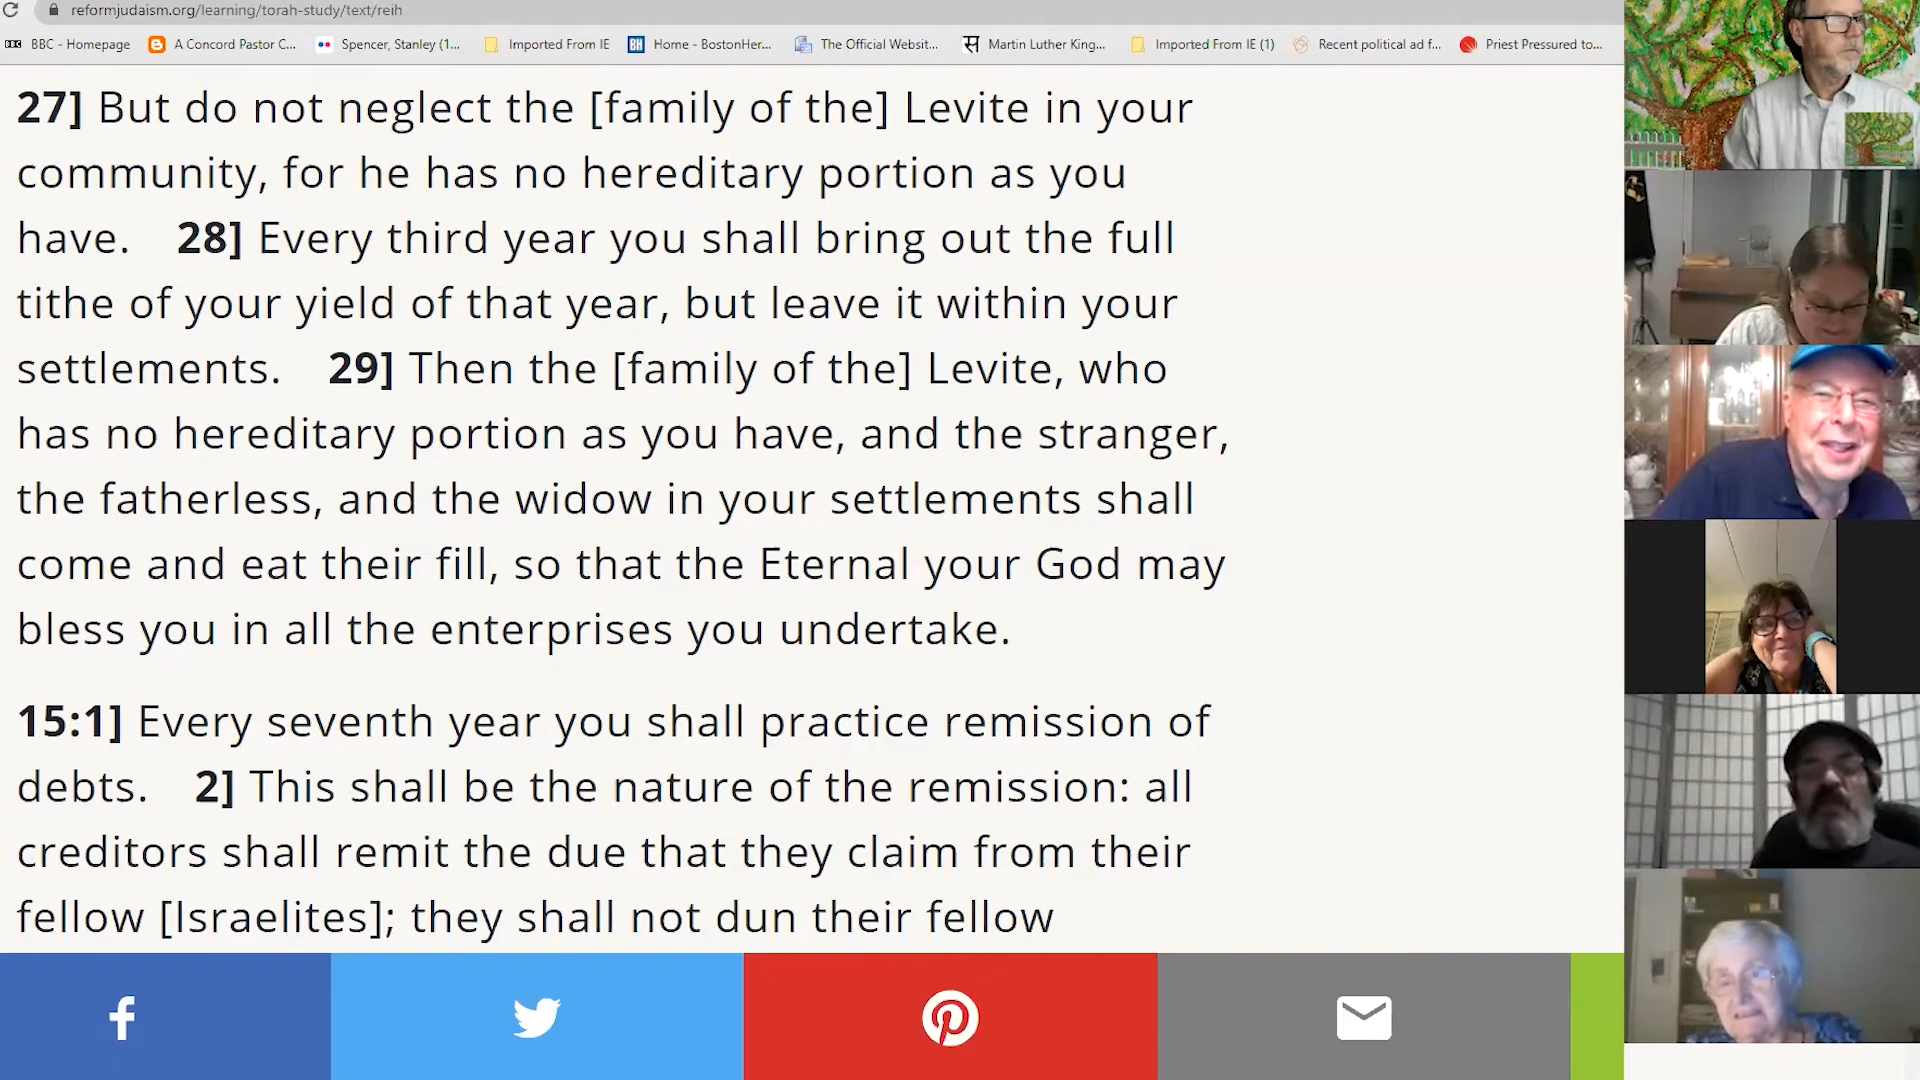 reformjudaism.org/learning/torah-study/text/reih
BBC BBC - Homepage A Concord Pastor C... Spencer, Stanley (1... Imported From IE BH Home - BostonHer... The Official Websit... Martin Luther King... Imported From IE (1) Recent political ad f... Priest Pressured to...
27] But do not neglect the [family of the] Levite in your
community, for he has no hereditary portion as you
have. 28] Every third year you shall bring out the full
tithe of your yield of that year, but leave it within your
settlements. 29] Then the [family of the] Levite, who
has no hereditary portion as you have, and the stranger,
the fatherless, and the widow in your settlements shall
come and eat their fill, so that the Eternal your God may
bless you in all the enterprises you undertake.
15:1] Every seventh year you shall practice remission of
debts. 2] This shall be the nature of the remission: all
creditors shall remit the due that they claim from their
fellow [Israelites]; they shall not dun their fellow